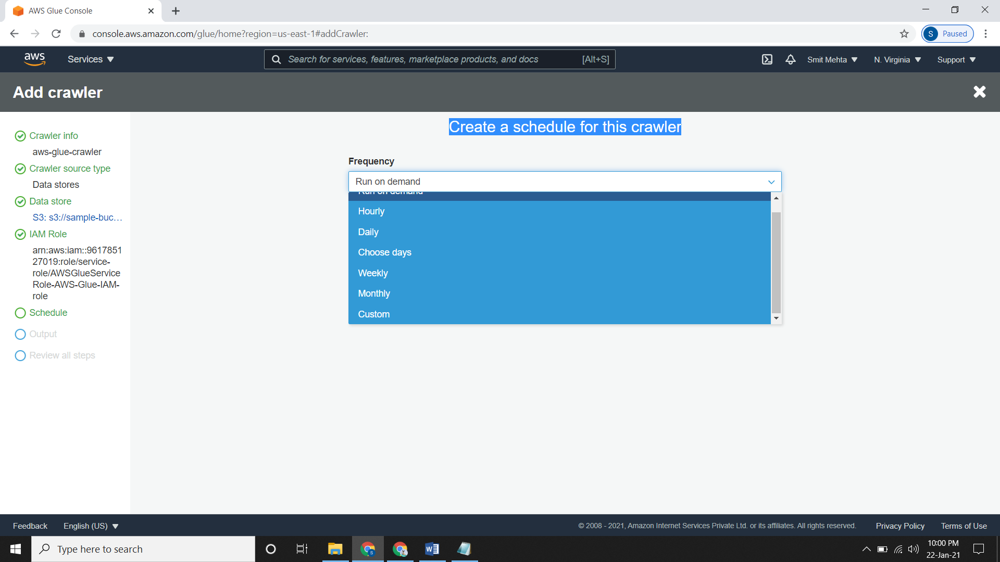 AWS Glue Console
console.aws.amazon.com/glue/home?region=us-east-1#addCrawler:
S Paused
aws Services Search for services, features, marketplace products, and docs [Alt+S] Smit Mehta N. Virginia Support
Add crawler
Crawler info
aws-glue-crawler
Crawler source type
Data stores
Data store
S3: s3://sample-buc…
IAM Role
arn:aws:iam::9617851
27019:role/service-
role/AWSGlueService
Role-AWS-Glue-IAM-
role
Schedule
Output
Review all steps
Create a schedule for this crawler
Frequency
Run on demand
Run on demand
Hourly
Daily
Choose days
Weekly
Monthly
Custom
Feedback English (US) © 2008 - 2021, Amazon Internet Services Private Ltd. or its affiliates. All rights reserved. Privacy Policy Terms of Use
Type here to search
10:00 PM
22-Jan-21